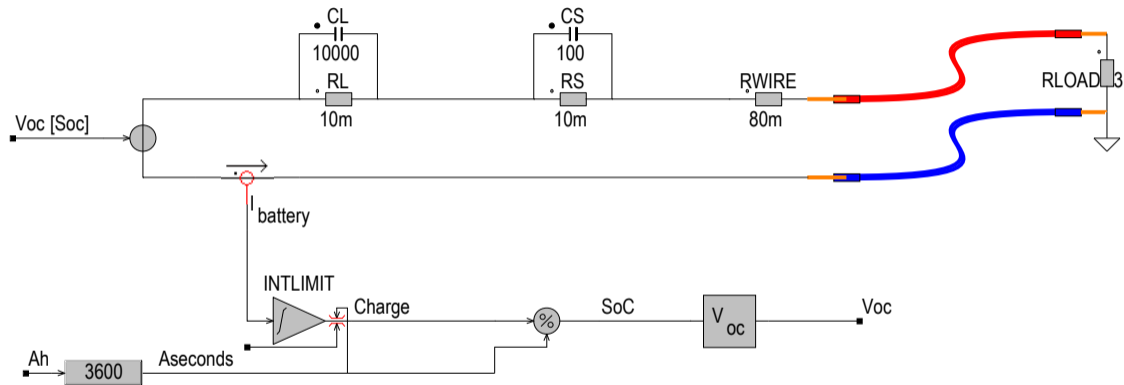 CL
10000
RL
10m
CS
100
RS
10m
RWIRE
80m
RLOAD 3
Voc [Soc]
I battery
INTLIMIT
Charge
%
SoC
V oc
Voc
Ah
3600
Aseconds